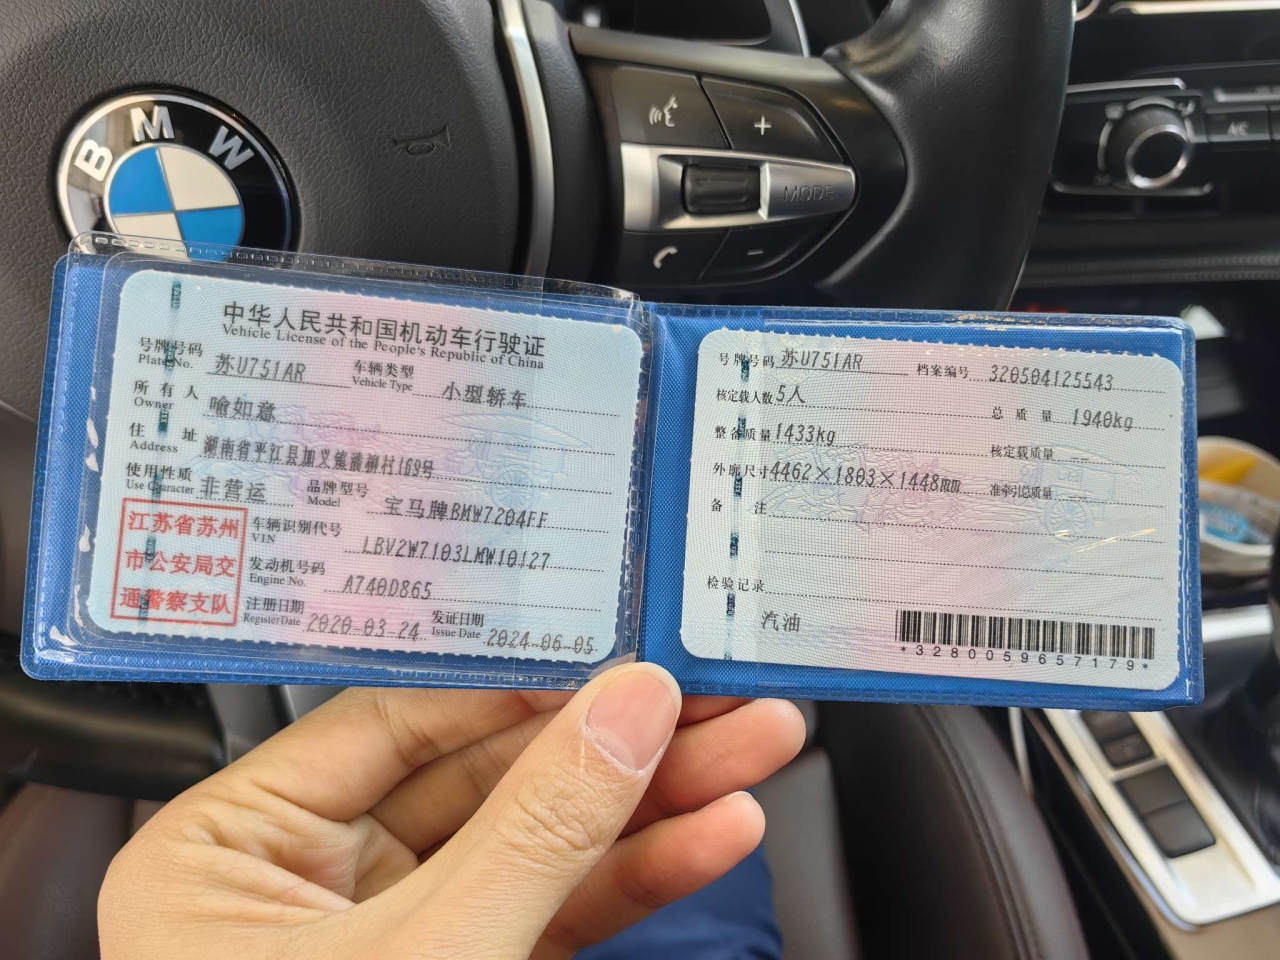 BMW
+
MODE
-
A/C
中华人民共和国机动车行驶证
Vehicle License of the People's Republic of China
号牌号码 苏U751AR 车辆类型 小型轿车
Plate No. Vehicle Type
所有人 喻如意
Owner
住址 湖南省平江县加义镇清柳村169号
Address
使用性质 非营运 品牌型号 宝马牌BMW7204FF
Use Character Model
江苏省苏州
市公安局交
通警察支队
车辆识别代号 LBV2W7103LMW10127
VIN
发动机号码 A740D865
Engine No.
注册日期 2020-03-24 发证日期 2024-06-05
Register Date Issue Date
号牌号码 苏U751AR 档案编号 320504125543
核定载人数 5人 总质量 1940kg
整备质量 1433kg 核定载质量 --
外廓尺寸 4462×1803×1448mm 准牵引总质量 --
备注
检验记录
汽油
*3280059657179*